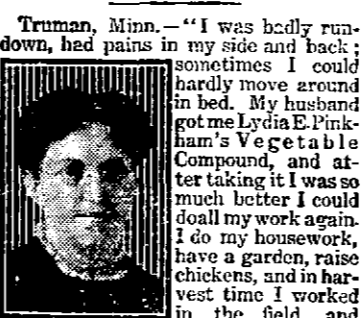 Truman, Minn.—"I was badly run-
down, had pains in my side and back;
sometimes I could
hardly move around
in bed. My husband
got me Lydia E. Pink-
ham's Vegetable
Compound, and af-
ter taking it I was so
much better I could
do all my work again.
I do my housework,
have a garden, raise
chickens, and in har-
vest time I worked
in the field and